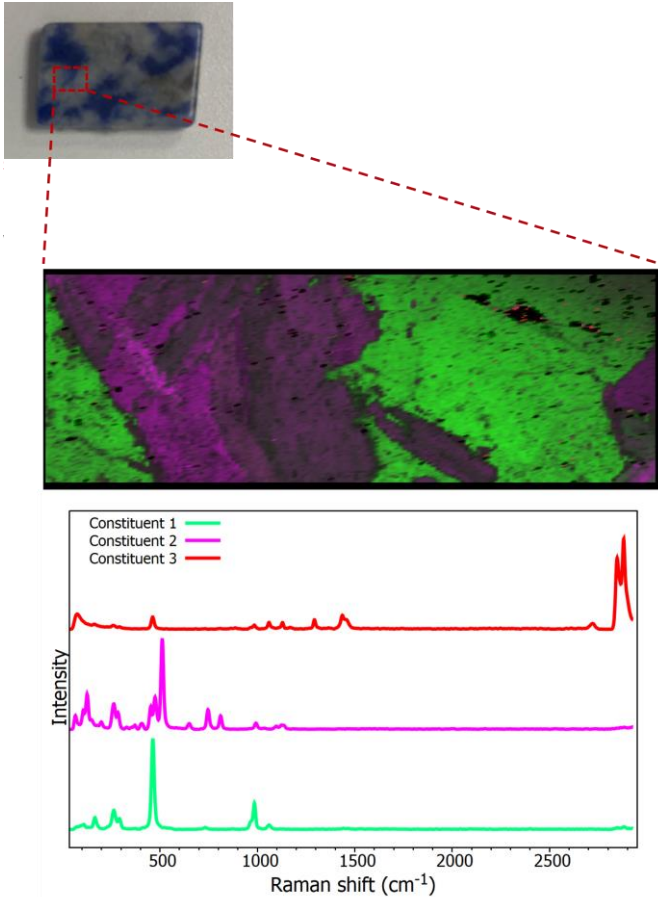 Constituent 1
Constituent 2
Constituent 3
Intensity
500 1000 1500 2000 2500
Raman shift (cm⁻¹)